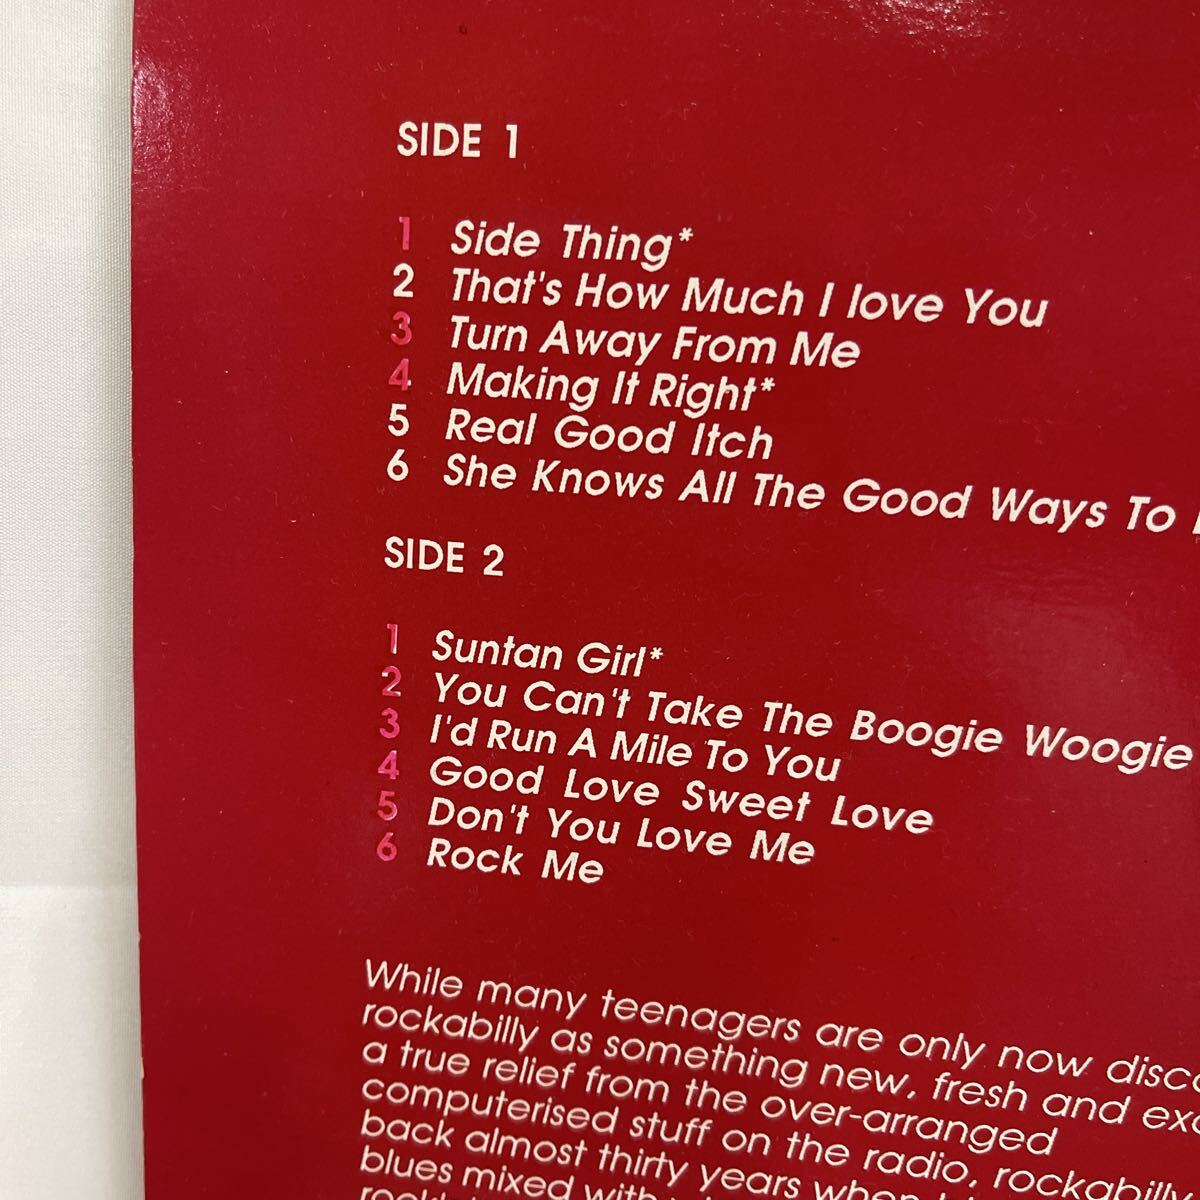 SIDE 1
1 Side Thing*
2 That's How Much I love You
3 Turn Away From Me
4 Making It Right*
5 Real Good Itch
6 She Knows All The Good Ways To
SIDE 2
1 Suntan Girl*
2 You Can't Take The Boogie Woogie
3 I'd Run A Mile To You
4 Good Love Sweet Love
5 Don't You Love Me
6 Rock Me
While many teenagers are only now
rockabilly as something new, fresh and
a true relief from the over-arranged
computerised stuff on the radio, rockabilly
back almost thirty years when
blues mixed with